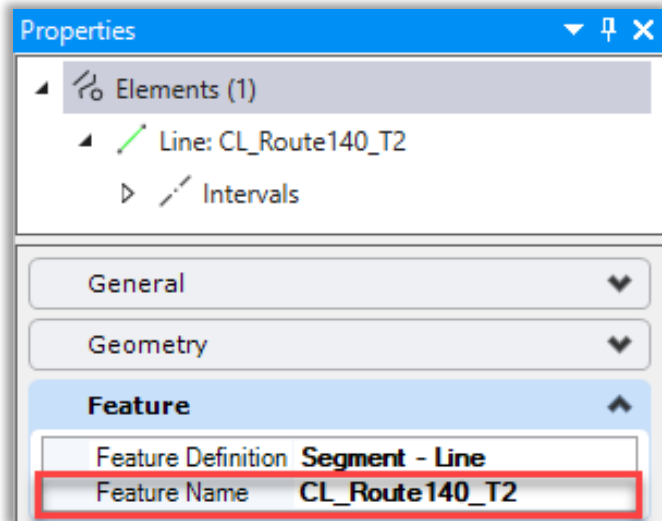 Properties
Elements (1)
Line: CL_Route140_T2
Intervals
General
Geometry
Feature
Feature Definition Segment - Line
Feature Name CL_Route140_T2